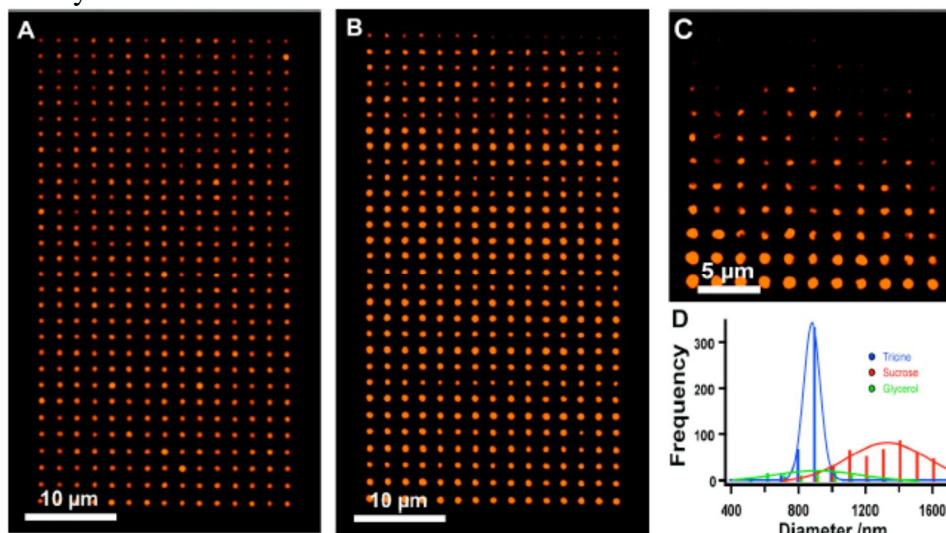 A
B
C
10 µm
10 µm
5 µm
D
Frequency
300
200
100
0
Tricine
Sucrose
Glycerol
400
800
1200
1600
Diameter /nm